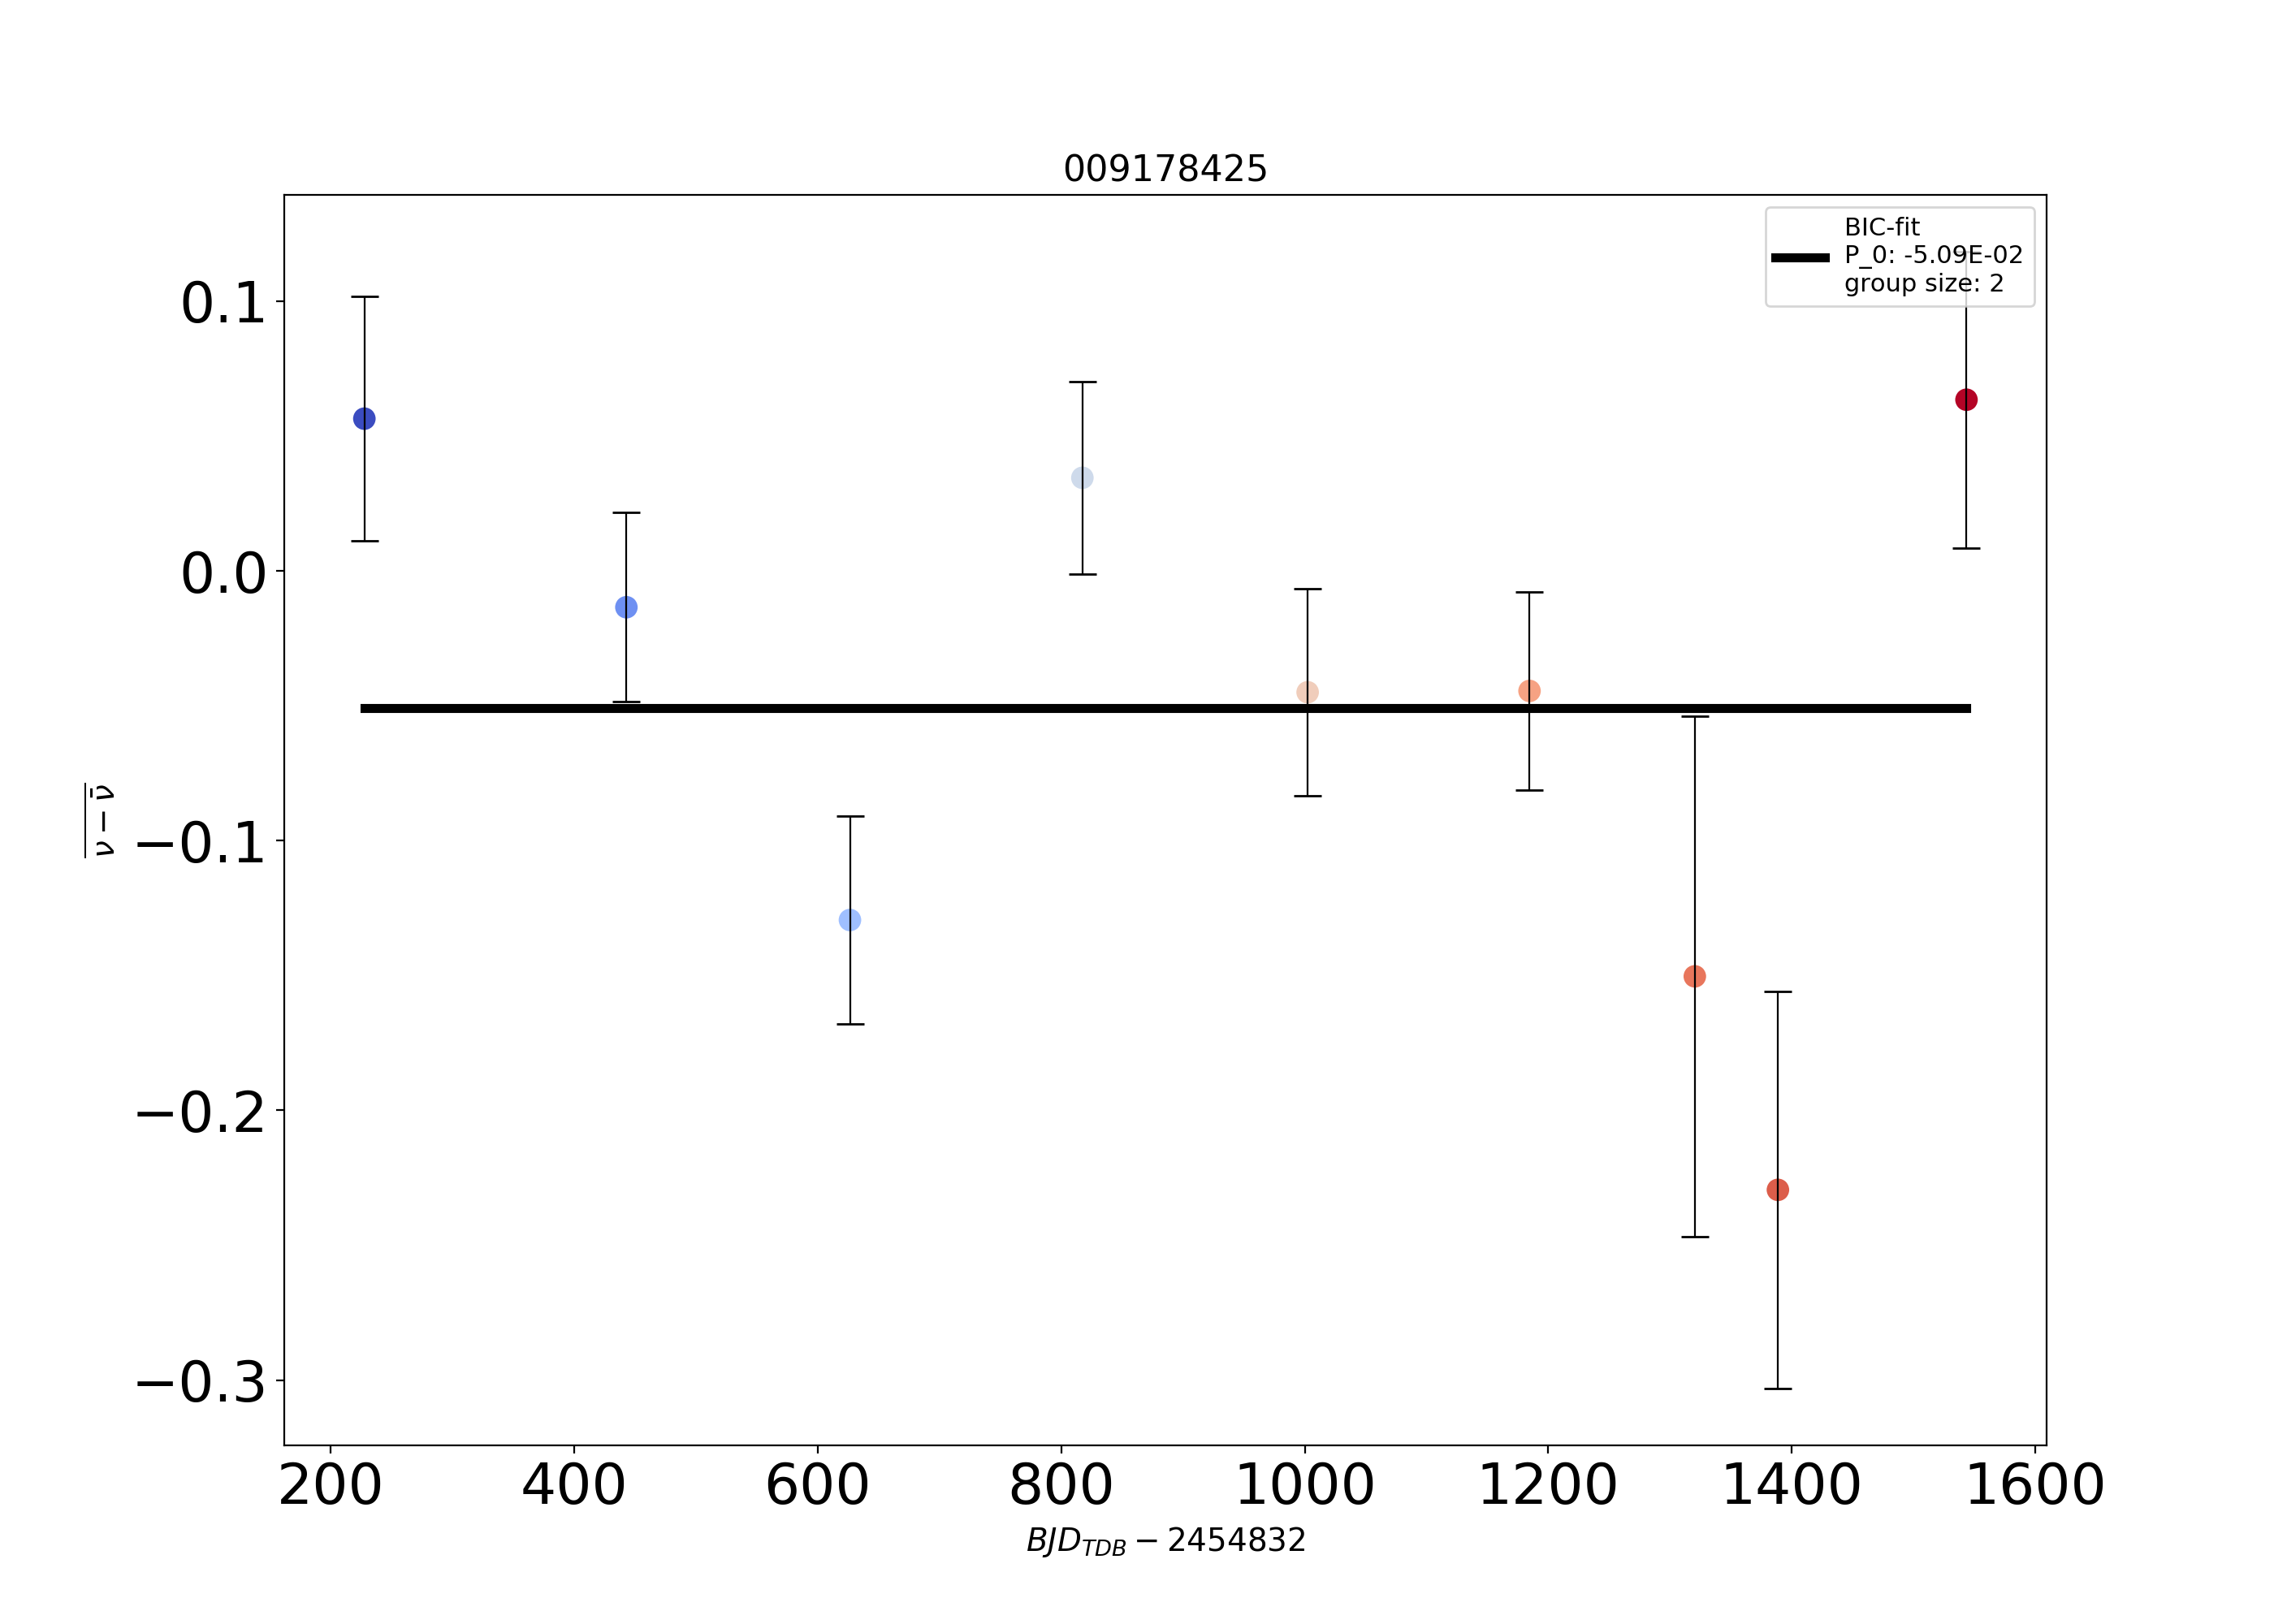 009178425
BIC-fit
P_0: -5.09E-02
group size: 2
0.1
0.0
−0.1
−0.2
−0.3
ν − ν̄
200 400 600 800 1000 1200 1400 1600
BJD_TDB − 2454832